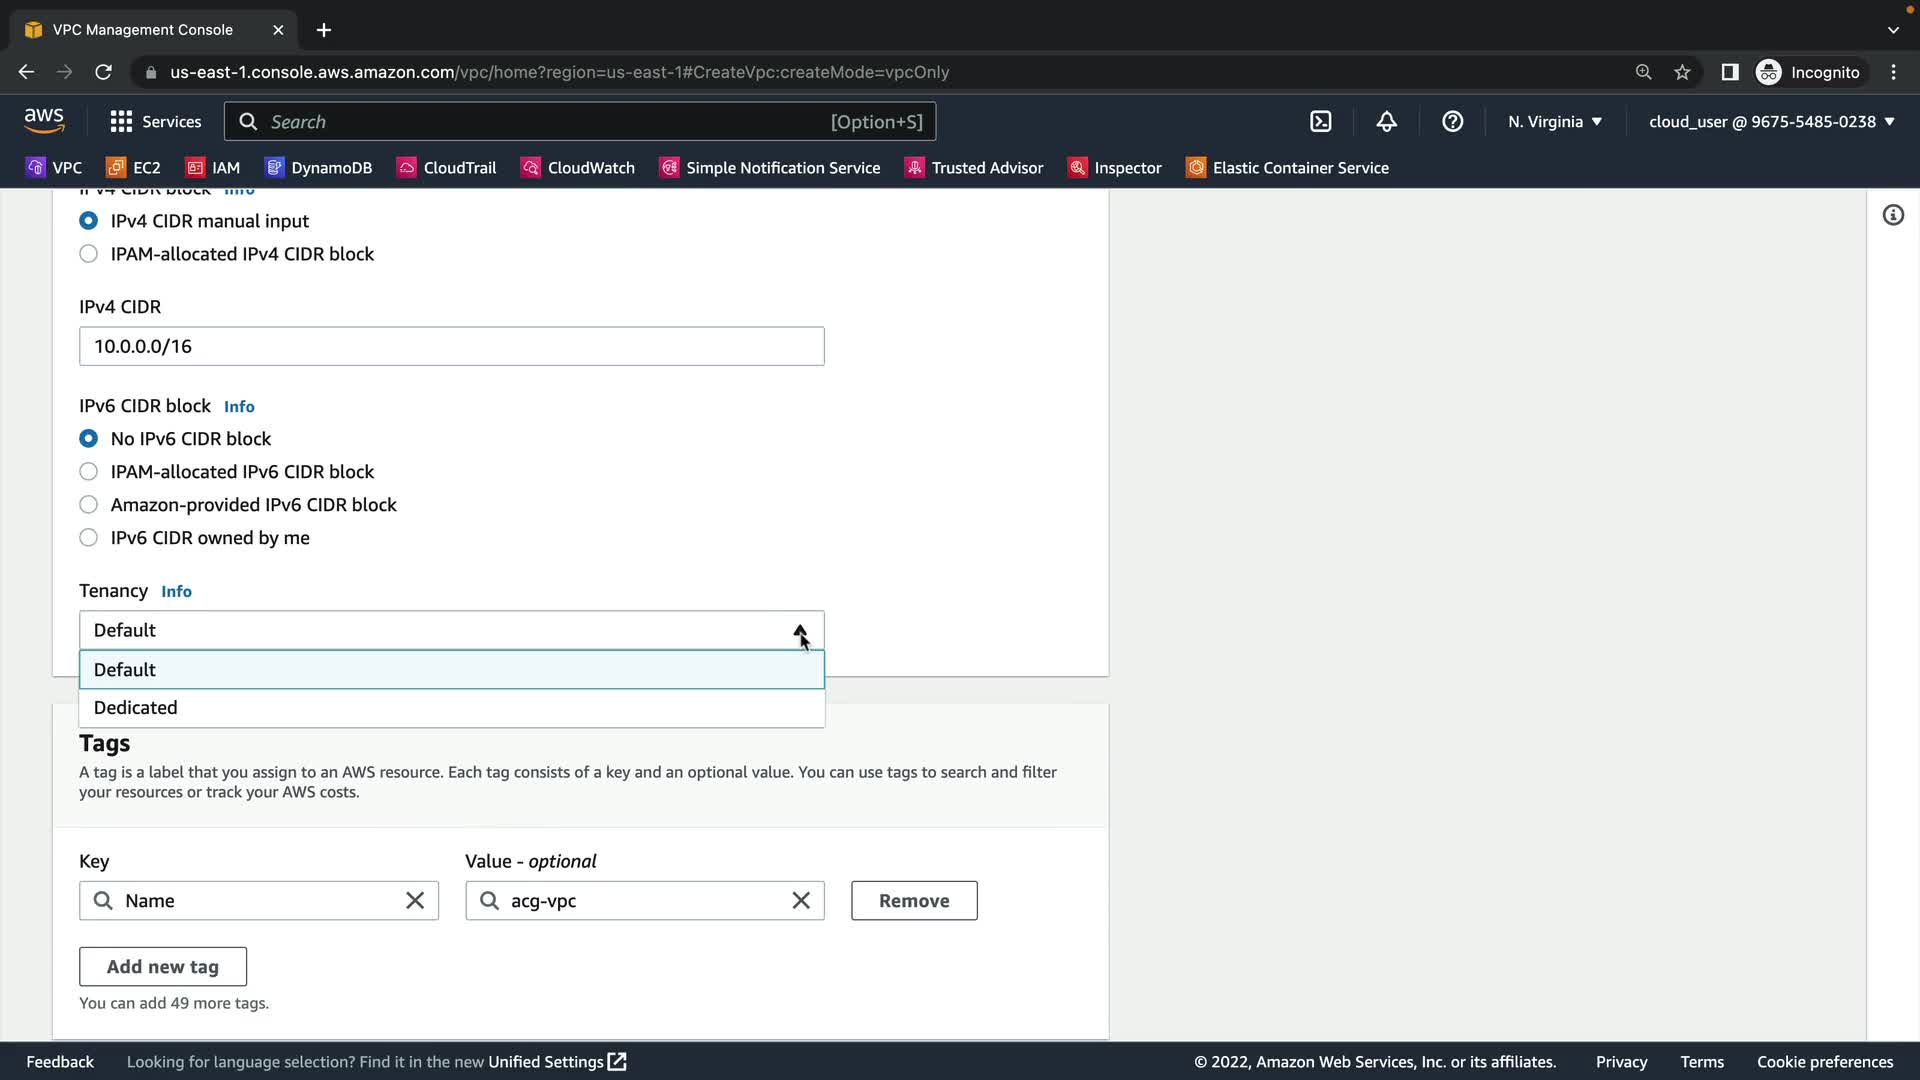 VPC Management Console
us-east-1.console.aws.amazon.com/vpc/home?region=us-east-1#CreateVpc:createMode=vpcOnly
Incognito
aws
Services
Search
[Option+S]
N. Virginia
cloud_user @ 9675-5485-0238
VPC
EC2
IAM
DynamoDB
CloudTrail
CloudWatch
Simple Notification Service
Trusted Advisor
Inspector
Elastic Container Service
IPv4 CIDR block Info
IPv4 CIDR manual input
IPAM-allocated IPv4 CIDR block
IPv4 CIDR
10.0.0.0/16
IPv6 CIDR block Info
No IPv6 CIDR block
IPAM-allocated IPv6 CIDR block
Amazon-provided IPv6 CIDR block
IPv6 CIDR owned by me
Tenancy Info
Default
Default
Dedicated
Tags
A tag is a label that you assign to an AWS resource. Each tag consists of a key and an optional value. You can use tags to search and filter
your resources or track your AWS costs.
Key
Value - optional
Name
acg-vpc
Remove
Add new tag
You can add 49 more tags.
Feedback
Looking for language selection? Find it in the new Unified Settings
© 2022, Amazon Web Services, Inc. or its affiliates.
Privacy
Terms
Cookie preferences